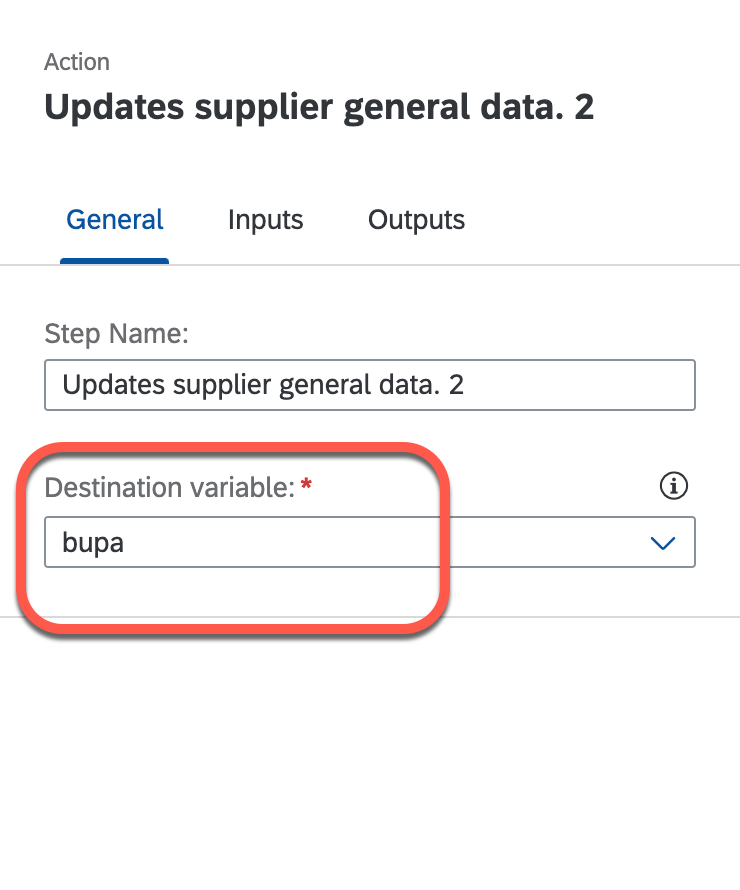 Action
Updates supplier general data. 2
General Inputs Outputs
Step Name:
Updates supplier general data. 2
Destination variable: *
bupa